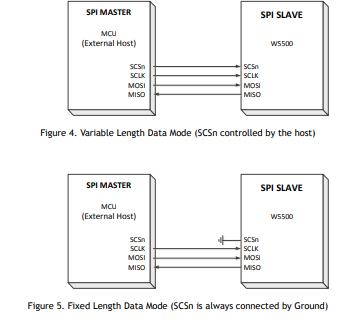 SPI MASTER
MCU
(External Host)
SCSn
SCLK
MOSI
MISO
SPI SLAVE
W5500
SCSn
SCLK
MOSI
MISO
Figure 4. Variable Length Data Mode (SCSn controlled by the host)
SPI MASTER
MCU
(External Host)
SCSn
SCLK
MOSI
MISO
SPI SLAVE
W5500
SCSn
SCLK
MOSI
MISO
Figure 5. Fixed Length Data Mode (SCSn is always connected by Ground)